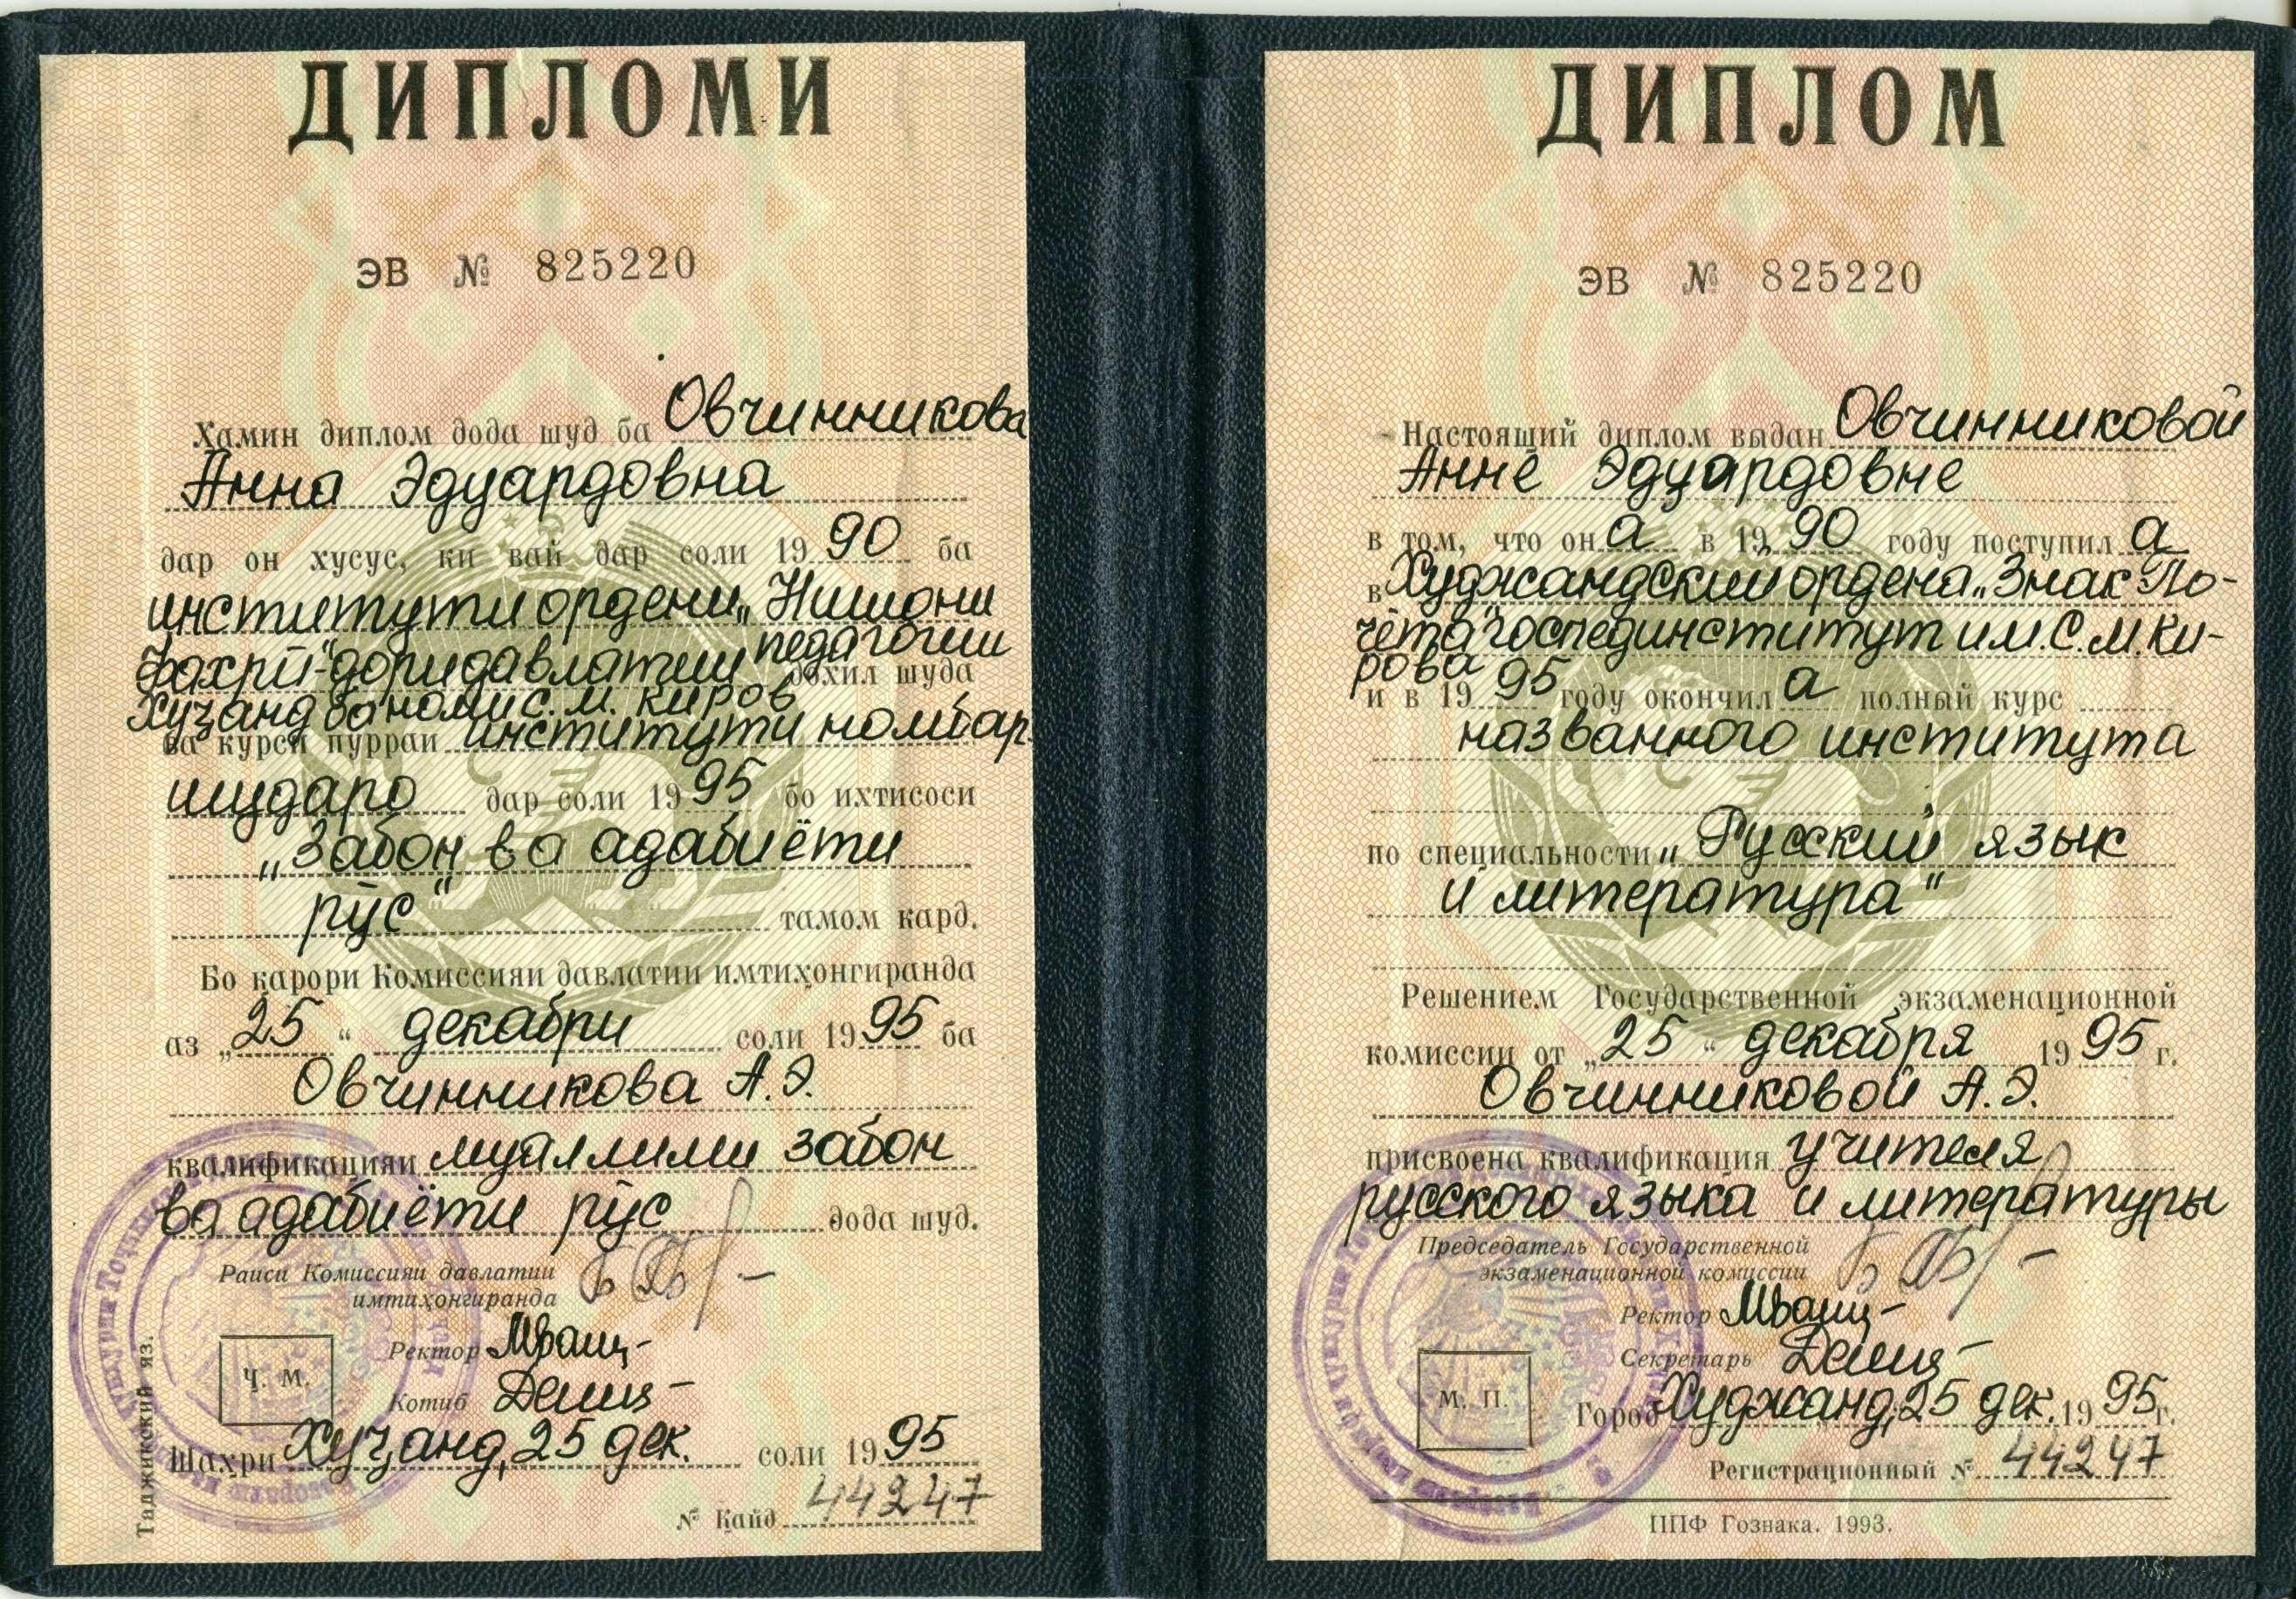 ДИПЛОМИ
ЭВ № 825220
Ҳамин диплом дода шуд ба Овчинникова
Анна Эдуардовна
дар он хусус, ки вай дар соли 1990 ба
институти ордени „Нишони
Фахрӣ"-дори давлатии педагогии
дохил шуда
Хуҷанд ба номи С. М. Киров
ва курси пурраи институти номбар
шударо дар соли 1995 бо ихтисоси
„Забон ва адабиёти
рус" тамом кард.
Бо қарори Комиссияи давлатии имтиҳонгиранда
аз „25" декабри соли 1995 ба
Овчинникова А.Э.
квалификацияи муаллими забон
ва адабиёти рус дода шуд.
Раиси Комиссияи давлатии
имтиҳонгиранда
Ректор
Котиб
Ҷ. М.
Шаҳри Хуҷанд, 25 дек. соли 1995
№ Қайд 44247
Таджикский яз.
ДИПЛОМ
ЭВ № 825220
Настоящий диплом выдан Овчинниковой
Анне Эдуардовне
в том, что она в 1990 году поступила
в Худжандский ордена „Знак По-
чёта" госпединститут им. С. М. Ки-
рова
и в 1995 году окончила полный курс
названного института
по специальности „Русский язык
и литература"
Решением Государственной экзаменационной
комиссии от „25" декабря 1995 г.
Овчинниковой А.Э.
присвоена квалификация учителя
русского языка и литературы
Председатель Государственной
экзаменационной комиссии
Ректор
Секретарь
М. П.
Город Худжанд, 25 дек. 1995 г.
Регистрационный № 44247
ППФ Гознака. 1993.